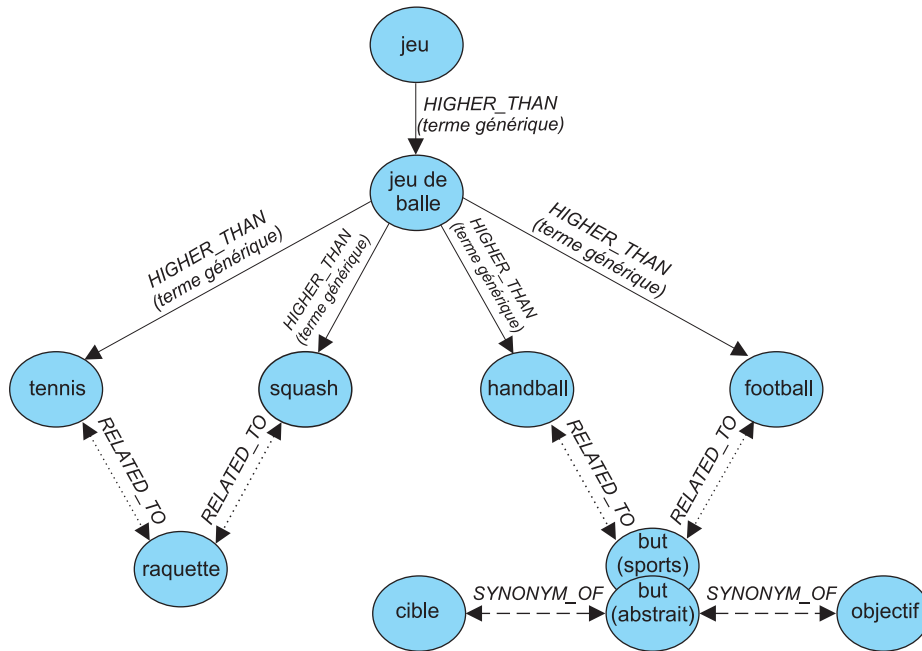 jeu
HIGHER_THAN
(terme générique)
jeu de
balle
HIGHER_THAN
(terme générique)
HIGHER_THAN
(terme générique)
HIGHER_THAN
(terme générique)
HIGHER_THAN
(terme générique)
tennis
squash
handball
football
RELATED_TO
RELATED_TO
RELATED_TO
RELATED_TO
raquette
but
(sports)
cible
SYNONYM_OF
but
(abstrait)
SYNONYM_OF
objectif